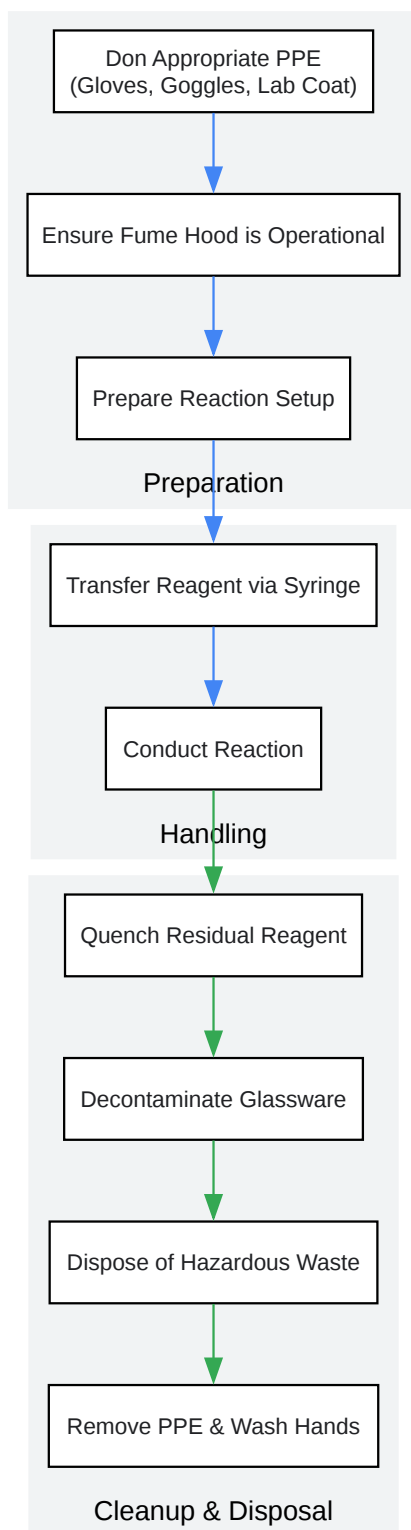 Don Appropriate PPE
(Gloves, Goggles, Lab Coat)
Ensure Fume Hood is Operational
Prepare Reaction Setup
Preparation
Transfer Reagent via Syringe
Conduct Reaction
Handling
Quench Residual Reagent
Decontaminate Glassware
Dispose of Hazardous Waste
Remove PPE & Wash Hands
Cleanup & Disposal